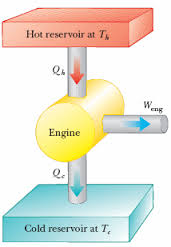 Hot reservoir at Th
Qh
Weng
Engine
Qc
Cold reservoir at Tc